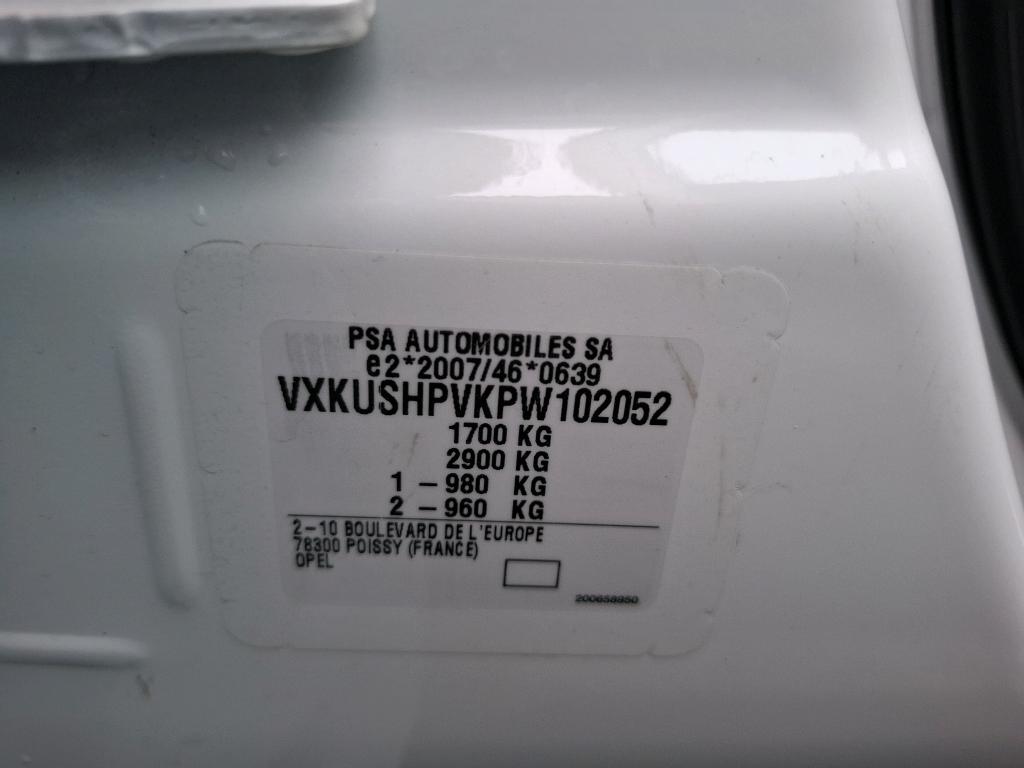 PSA AUTOMOBILES SA
e2*2007/46*0639
VXKUSHPVKPW102052
1700 KG
2900 KG
1 – 980 KG
2 – 960 KG
2–10 BOULEVARD DE L'EUROPE
78300 POISSY (FRANCE)
OPEL
200658950